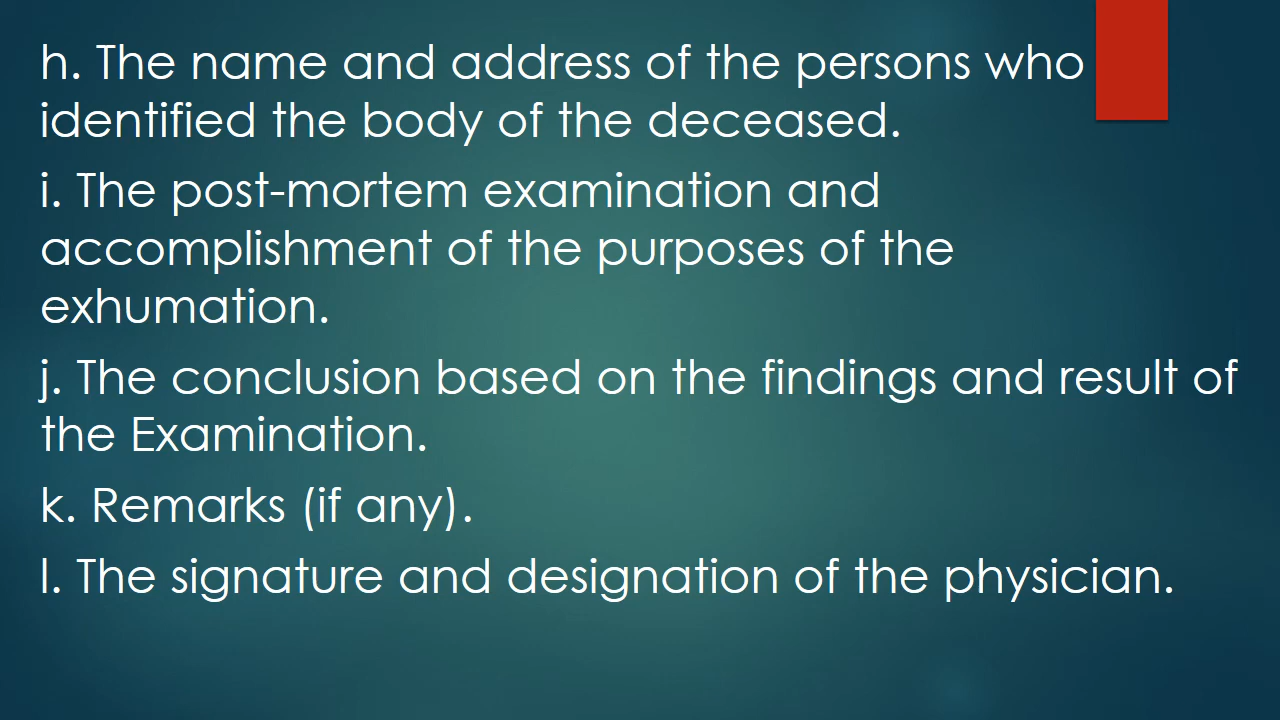 h. The name and address of the persons who
identified the body of the deceased.
i. The post-mortem examination and
accomplishment of the purposes of the
exhumation.
j. The conclusion based on the findings and result of
the Examination.
k. Remarks (if any).
l. The signature and designation of the physician.